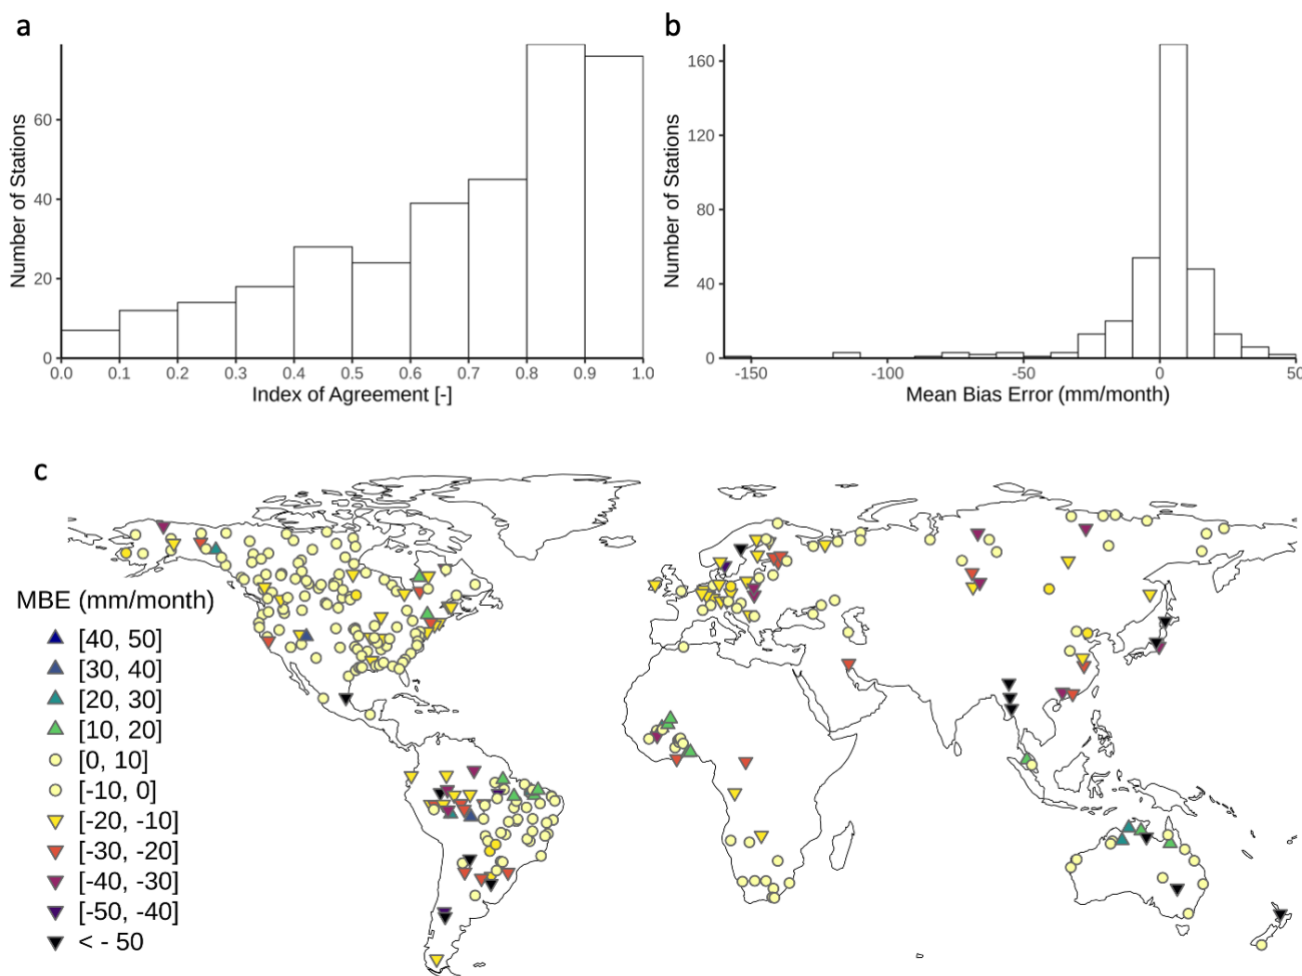 a
Number of Stations
60
40
20
0
0.0 0.1 0.2 0.3 0.4 0.5 0.6 0.7 0.8 0.9 1.0
Index of Agreement [-]
b
Number of Stations
160
120
80
40
0
-150 -100 -50 0 50
Mean Bias Error (mm/month)
c
MBE (mm/month)
[40, 50]
[30, 40]
[20, 30]
[10, 20]
[0, 10]
[-10, 0]
[-20, -10]
[-30, -20]
[-40, -30]
[-50, -40]
< - 50